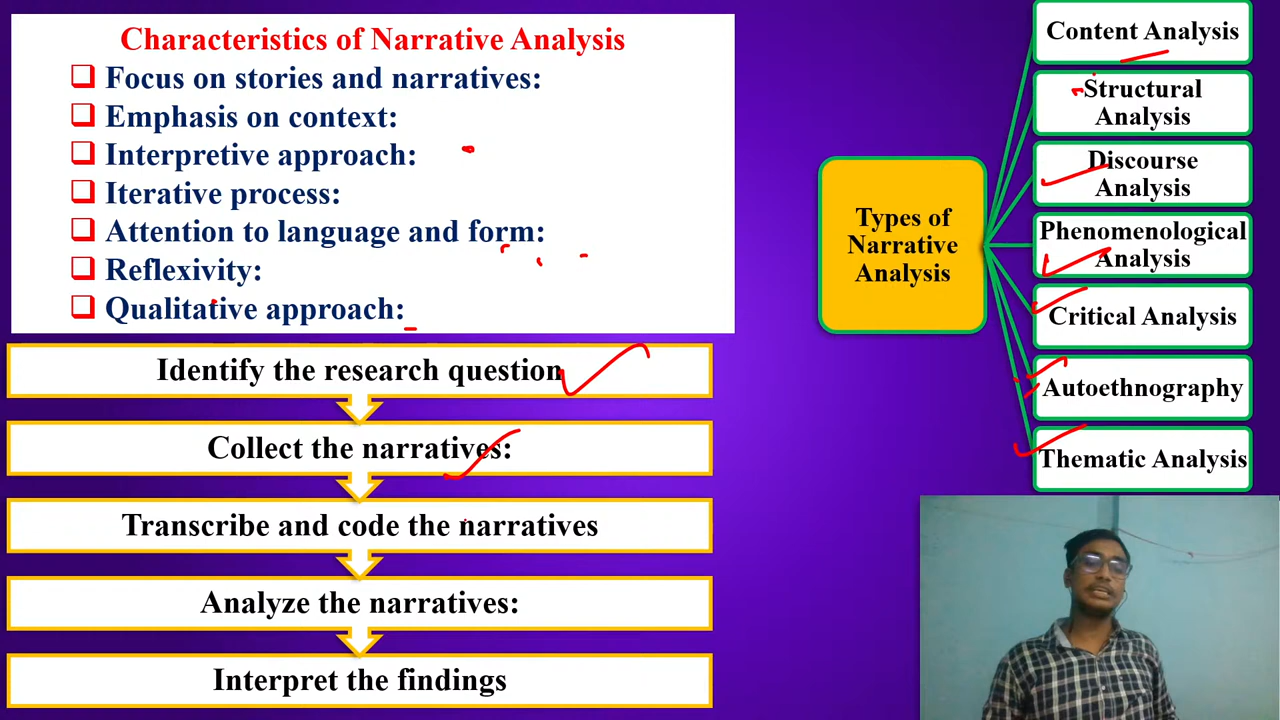 Characteristics of Narrative Analysis
Focus on stories and narratives:
Emphasis on context:
Interpretive approach:
Iterative process:
Attention to language and form:
Reflexivity:
Qualitative approach:
Identify the research question
Collect the narratives:
Transcribe and code the narratives
Analyze the narratives:
Interpret the findings
Types of
Narrative
Analysis
Content Analysis
Structural
Analysis
Discourse
Analysis
Phenomenological
Analysis
Critical Analysis
Autoethnography
Thematic Analysis